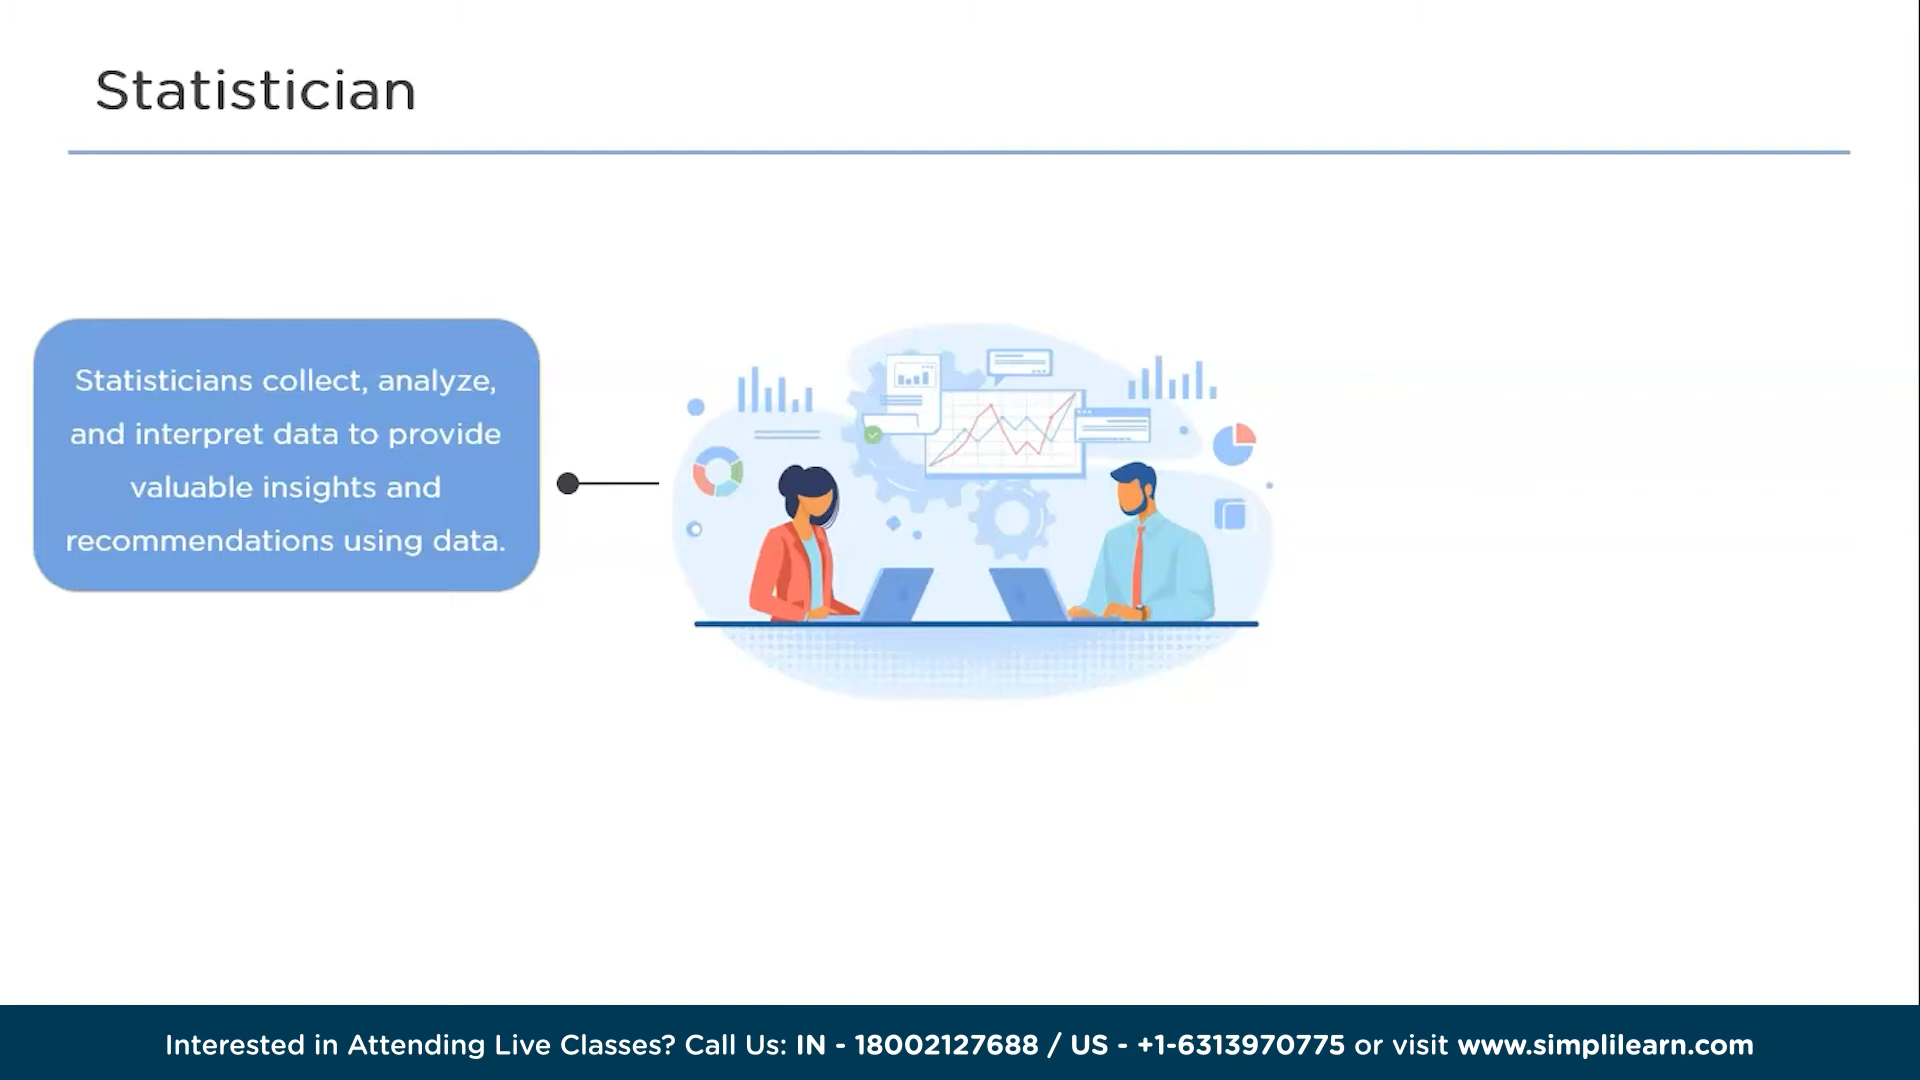 Statistician
Statisticians collect, analyze,
and interpret data to provide
valuable insights and
recommendations using data.
Interested in Attending Live Classes? Call Us: IN - 18002127688 / US - +1-6313970775 or visit www.simplilearn.com